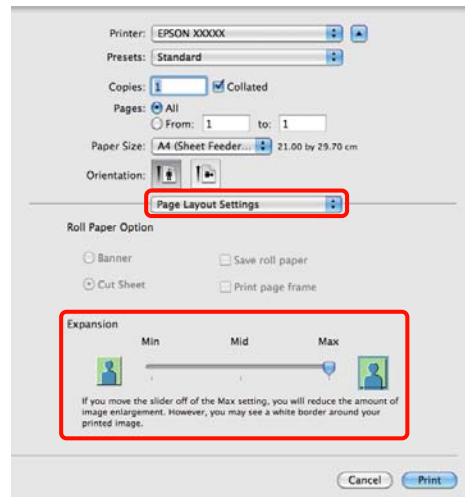 Printer: EPSON XXXXX
Presets: Standard
Copies: 1 Collated
Pages: All
From: 1 to: 1
Paper Size: A4 (Sheet Feeder... 21.00 by 29.70 cm
Orientation:
Page Layout Settings
Roll Paper Option
Banner Save roll paper
Cut Sheet Print page frame
Expansion
Min Mid Max
If you move the slider off of the Max setting, you will reduce the amount of
image enlargement. However, you may see a white border around your
printed image.
Cancel Print